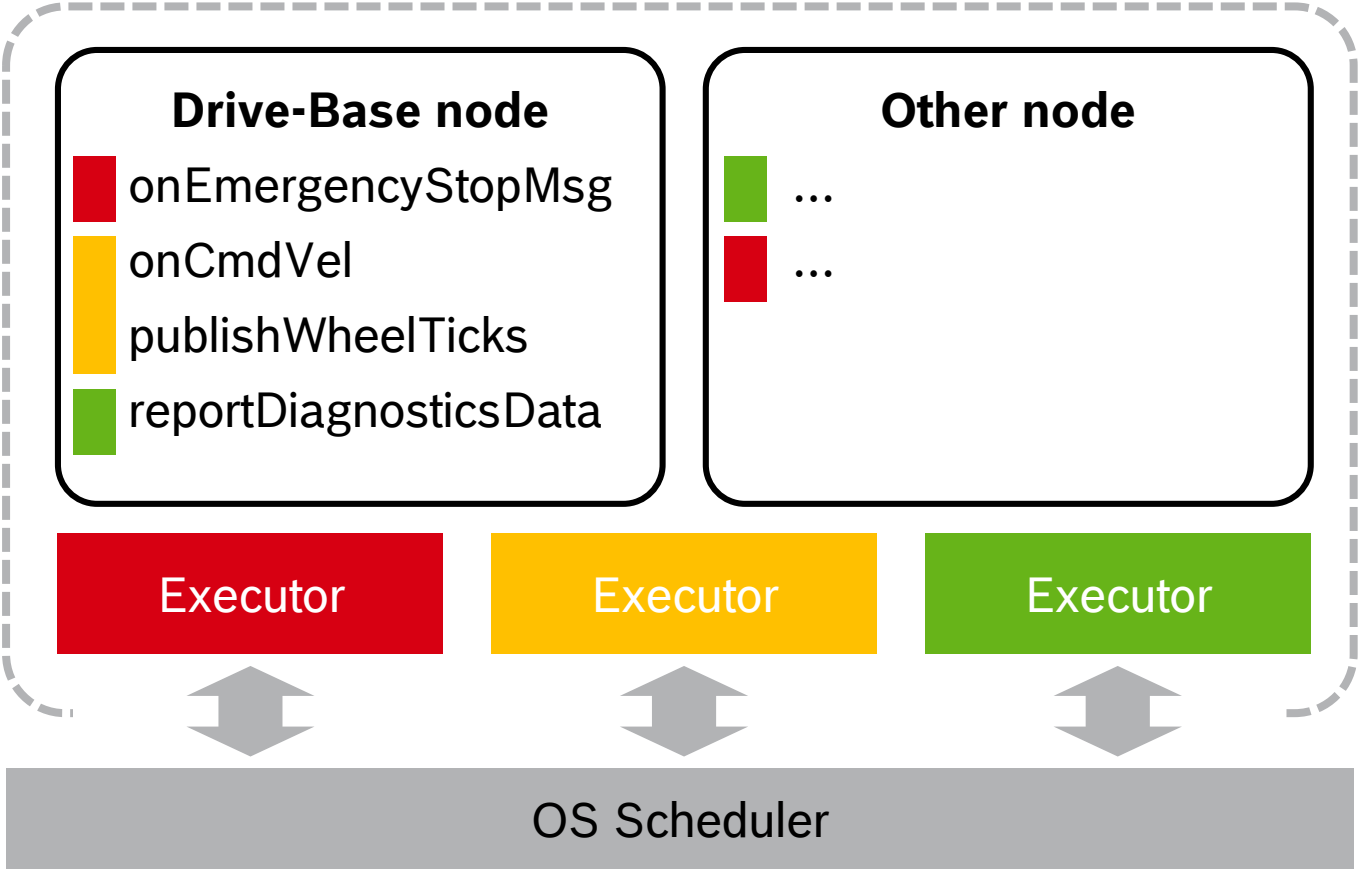 Drive-Base node
onEmergencyStopMsg
onCmdVel
publishWheelTicks
reportDiagnosticsData
Other node
...
...
Executor
Executor
Executor
OS Scheduler